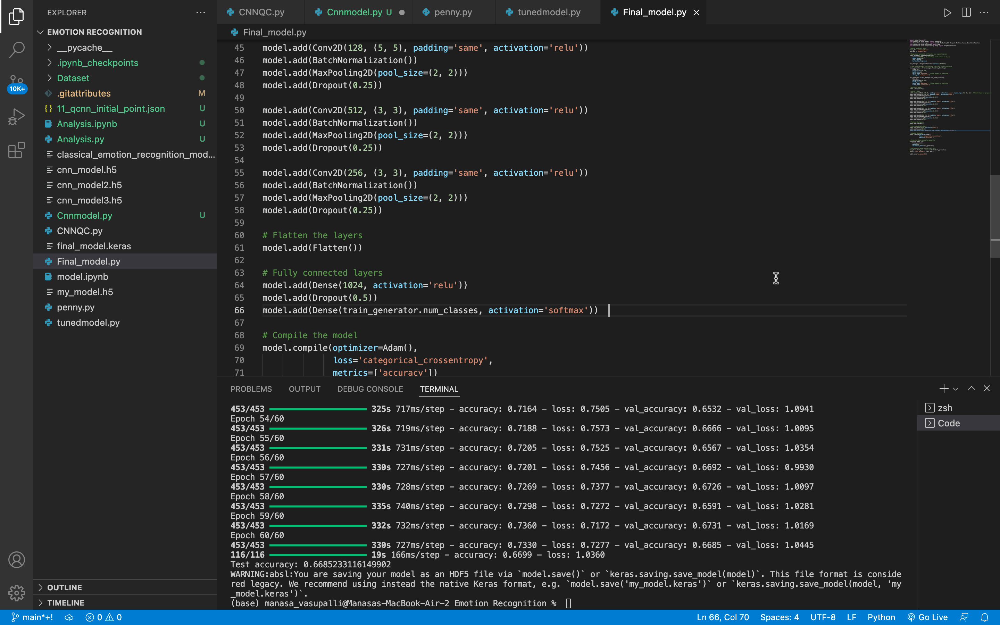 EXPLORER
EMOTION RECOGNITION
__pycache__
.ipynb_checkpoints
Dataset
.gitattributes M
{} 11_qcnn_initial_point.json U
Analysis.ipynb U
Analysis.py U
classical_emotion_recognition_mod...
cnn_model.h5
cnn_model2.h5
cnn_model3.h5
Cnnmodel.py U
CNNQC.py
final_model.keras
Final_model.py
model.ipynb
my_model.h5
penny.py
tunedmodel.py
OUTLINE
TIMELINE
10K+
CNNQC.py Cnnmodel.py U penny.py tunedmodel.py Final_model.py
Final_model.py
45 model.add(Conv2D(128, (5, 5), padding='same', activation='relu'))
46 model.add(BatchNormalization())
47 model.add(MaxPooling2D(pool_size=(2, 2)))
48 model.add(Dropout(0.25))
49
50 model.add(Conv2D(512, (3, 3), padding='same', activation='relu'))
51 model.add(BatchNormalization())
52 model.add(MaxPooling2D(pool_size=(2, 2)))
53 model.add(Dropout(0.25))
54
55 model.add(Conv2D(256, (3, 3), padding='same', activation='relu'))
56 model.add(BatchNormalization())
57 model.add(MaxPooling2D(pool_size=(2, 2)))
58 model.add(Dropout(0.25))
59
60 # Flatten the layers
61 model.add(Flatten())
62
63 # Fully connected layers
64 model.add(Dense(1024, activation='relu'))
65 model.add(Dropout(0.5))
66 model.add(Dense(train_generator.num_classes, activation='softmax'))
67
68 # Compile the model
69 model.compile(optimizer=Adam(),
70 loss='categorical_crossentropy',
71 metrics=['accuracy'])
PROBLEMS OUTPUT DEBUG CONSOLE TERMINAL
453/453 325s 717ms/step – accuracy: 0.7164 – loss: 0.7505 – val_accuracy: 0.6532 – val_loss: 1.0941
Epoch 54/60
453/453 326s 719ms/step – accuracy: 0.7188 – loss: 0.7573 – val_accuracy: 0.6666 – val_loss: 1.0095
Epoch 55/60
453/453 331s 731ms/step – accuracy: 0.7205 – loss: 0.7525 – val_accuracy: 0.6567 – val_loss: 1.0354
Epoch 56/60
453/453 330s 727ms/step – accuracy: 0.7201 – loss: 0.7456 – val_accuracy: 0.6692 – val_loss: 0.9930
Epoch 57/60
453/453 330s 728ms/step – accuracy: 0.7269 – loss: 0.7377 – val_accuracy: 0.6726 – val_loss: 1.0097
Epoch 58/60
453/453 335s 740ms/step – accuracy: 0.7298 – loss: 0.7272 – val_accuracy: 0.6591 – val_loss: 1.0281
Epoch 59/60
453/453 332s 732ms/step – accuracy: 0.7360 – loss: 0.7172 – val_accuracy: 0.6731 – val_loss: 1.0169
Epoch 60/60
453/453 330s 727ms/step – accuracy: 0.7330 – loss: 0.7277 – val_accuracy: 0.6685 – val_loss: 1.0445
116/116 19s 166ms/step – accuracy: 0.6699 – loss: 1.0360
Test accuracy: 0.6685233116149902
WARNING:absl:You are saving your model as an HDF5 file via `model.save()` or `keras.saving.save_model(model)`. This file format is conside
red legacy. We recommend using instead the native Keras format, e.g. `model.save('my_model.keras')` or `keras.saving.save_model(model, 'my
_model.keras')`.
(base) manasa_vasupalli@Manasas-MacBook-Air-2 Emotion Recognition %
zsh
Code
main*+! 0 0 Ln 66, Col 70 Spaces: 4 UTF-8 LF Python Go Live